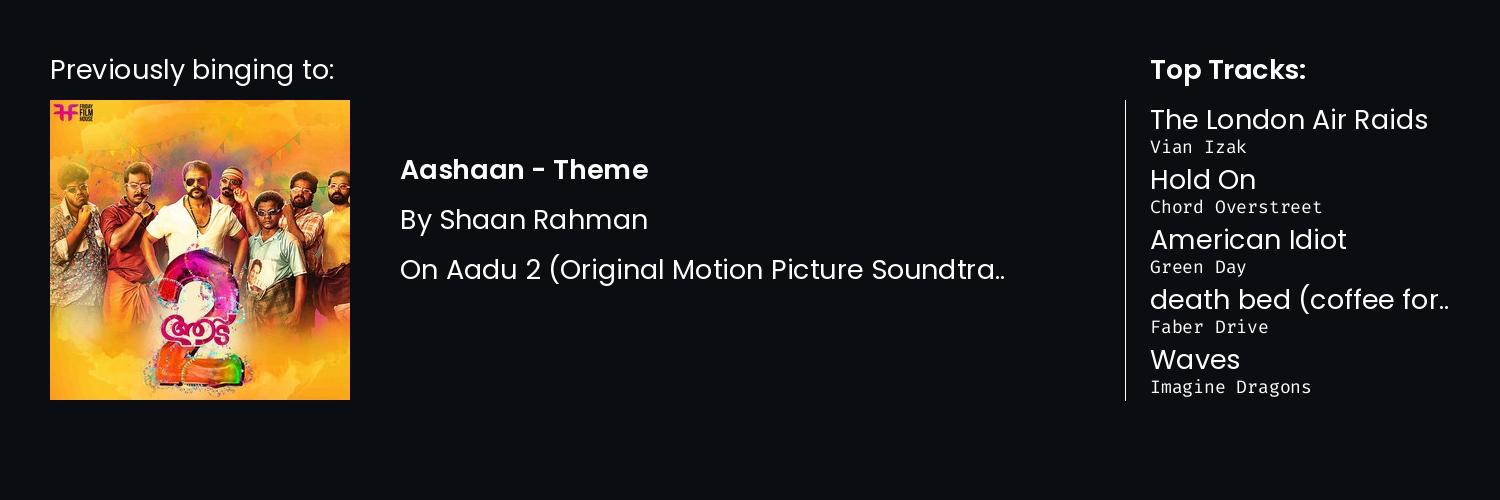 Previously binging to:
FRIDAY
FILM
HOUSE
ആട്
2
Aashaan - Theme
By Shaan Rahman
On Aadu 2 (Original Motion Picture Soundtra..
Top Tracks:
The London Air Raids
Vian Izak
Hold On
Chord Overstreet
American Idiot
Green Day
death bed (coffee for..
Faber Drive
Waves
Imagine Dragons